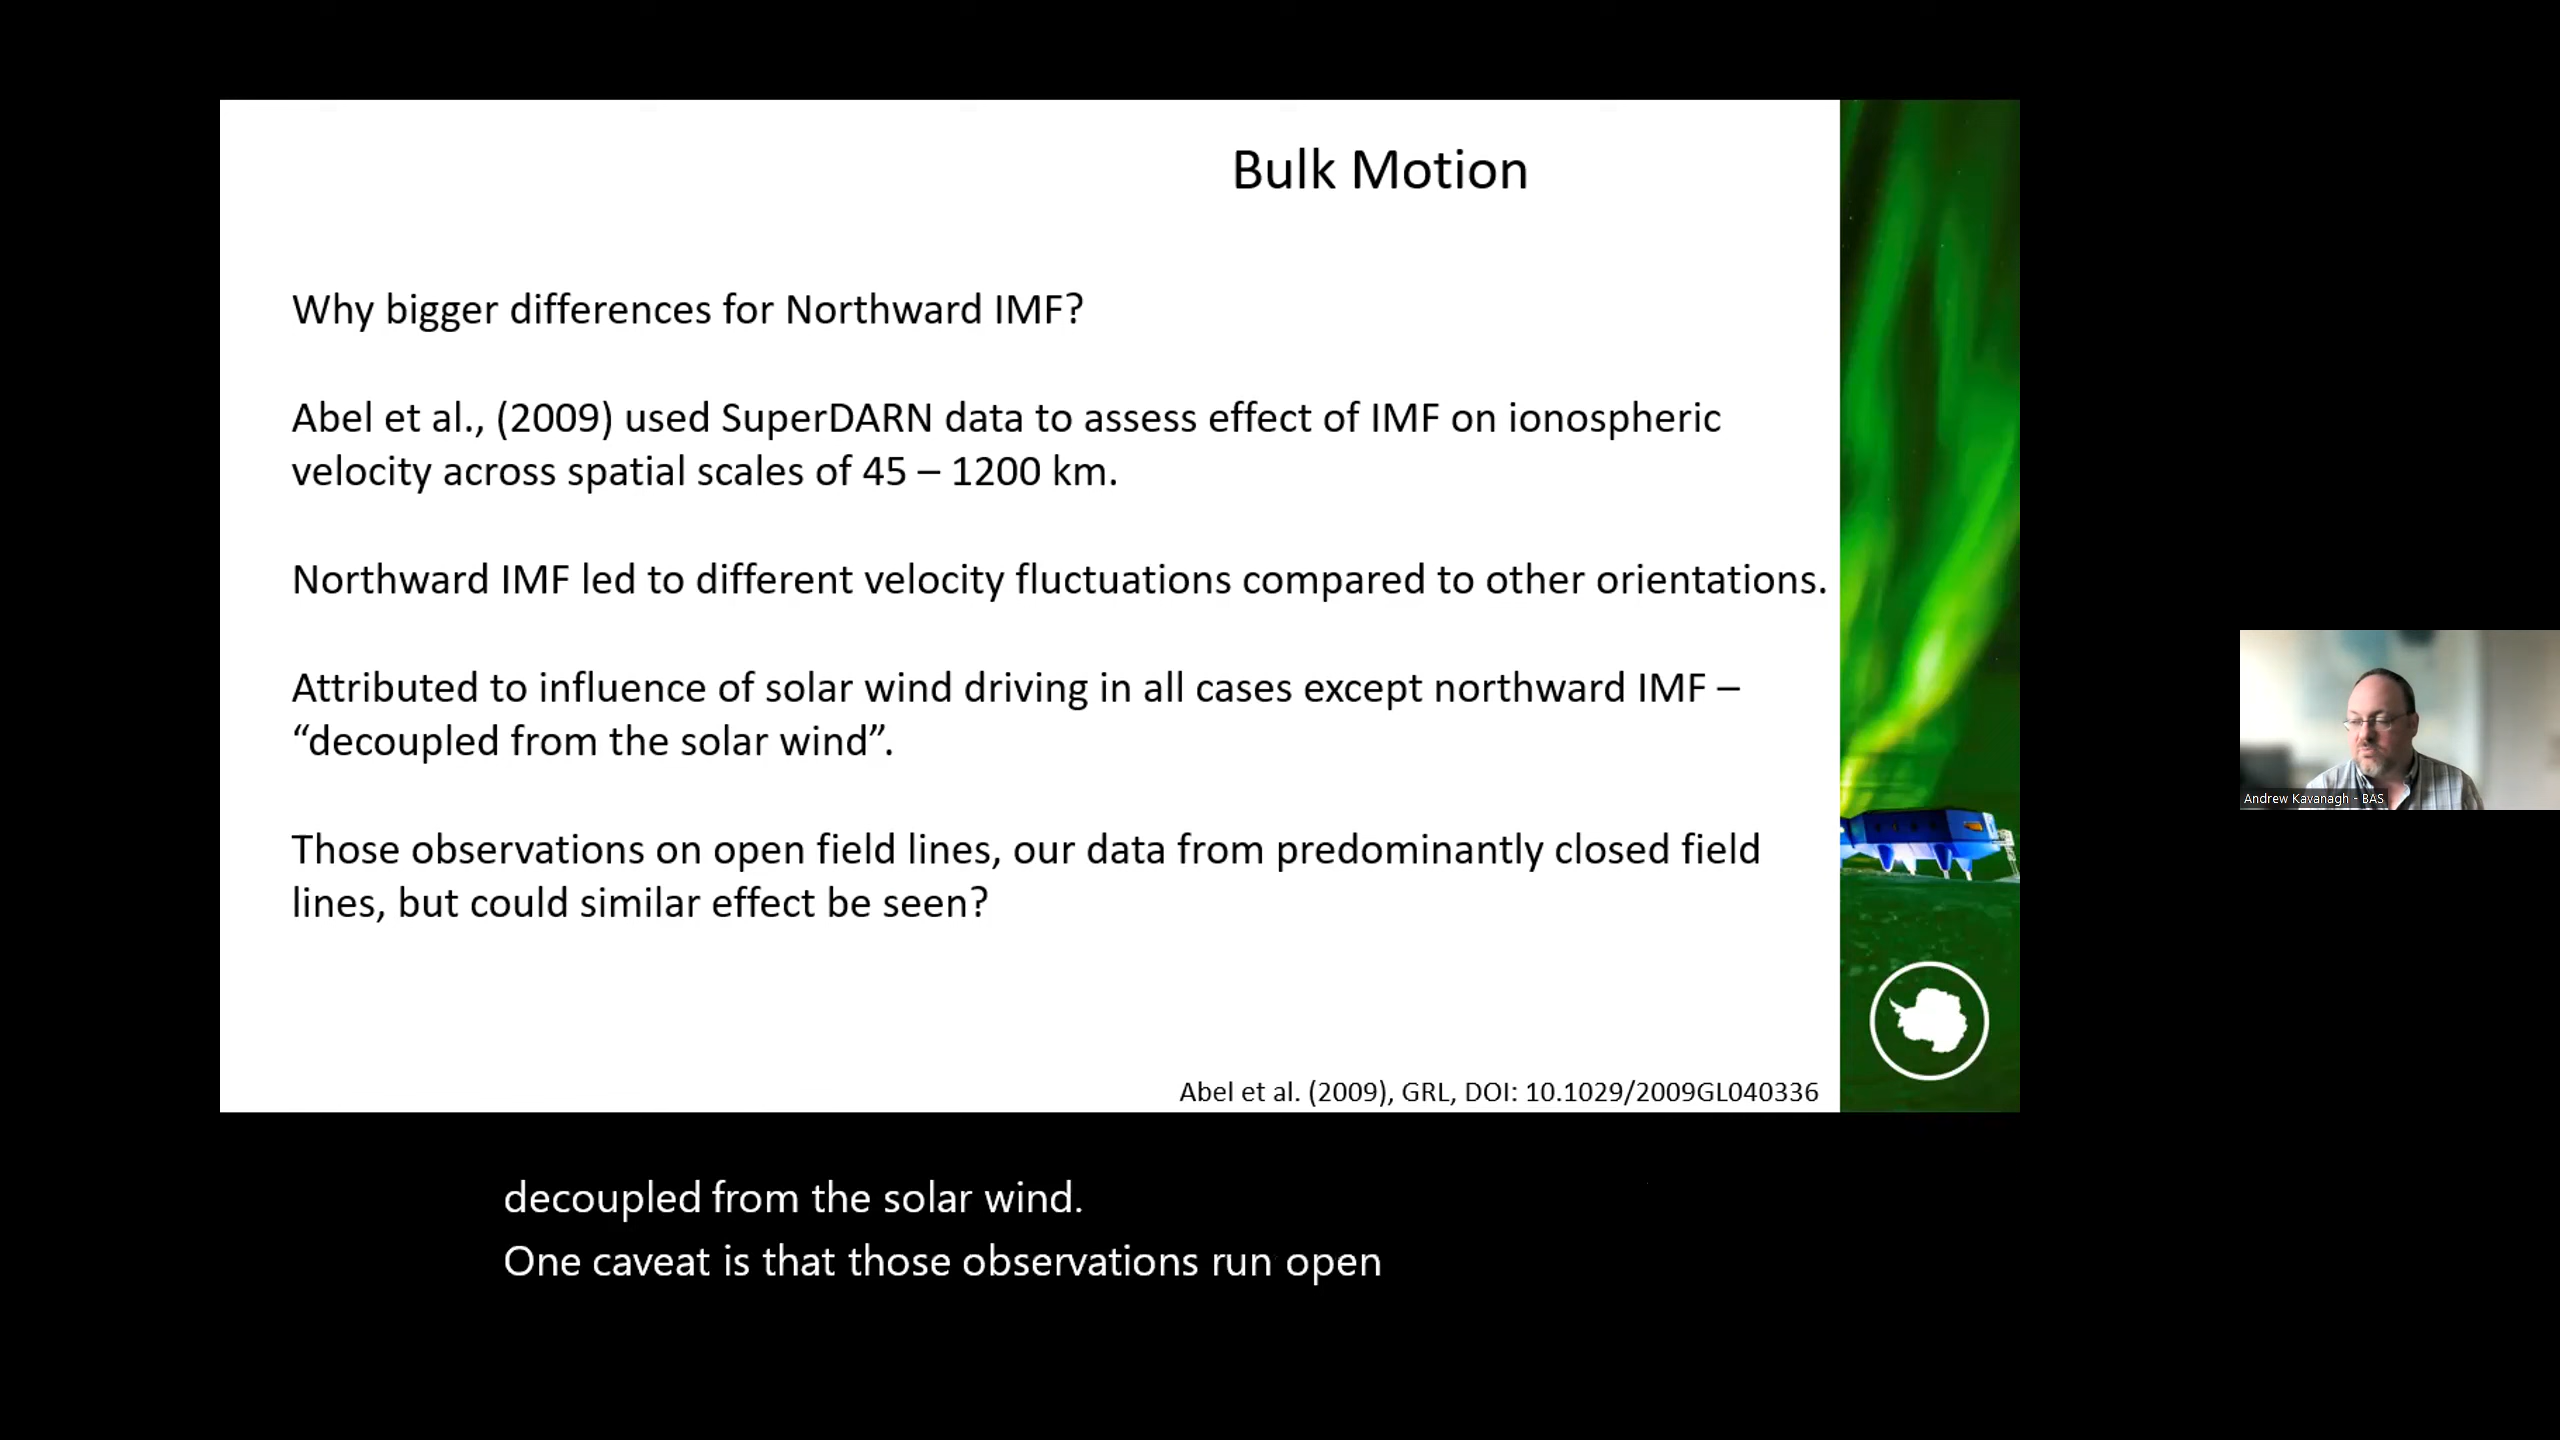 Bulk Motion
Why bigger differences for Northward IMF?
Abel et al., (2009) used SuperDARN data to assess effect of IMF on ionospheric
velocity across spatial scales of 45 – 1200 km.
Northward IMF led to different velocity fluctuations compared to other orientations.
Attributed to influence of solar wind driving in all cases except northward IMF –
“decoupled from the solar wind”.
Those observations on open field lines, our data from predominantly closed field
lines, but could similar effect be seen?
Abel et al. (2009), GRL, DOI: 10.1029/2009GL040336
Andrew Kavanagh - BAS
decoupled from the solar wind.
One caveat is that those observations run open